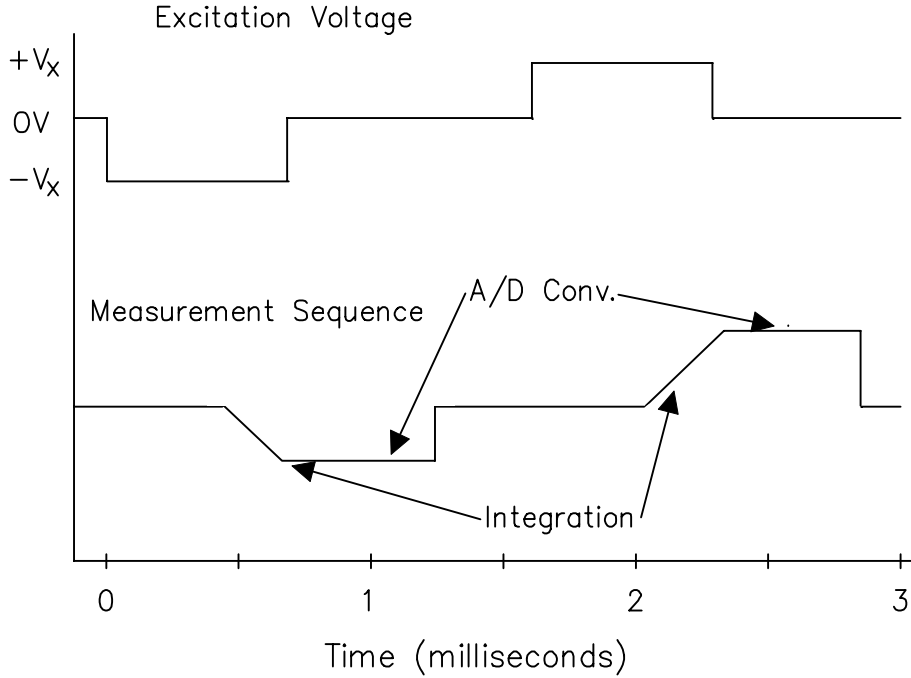 Excitation Voltage
+Vx
0V
−Vx
A/D Conv.
Measurement Sequence
Integration
0 1 2 3
Time (milliseconds)